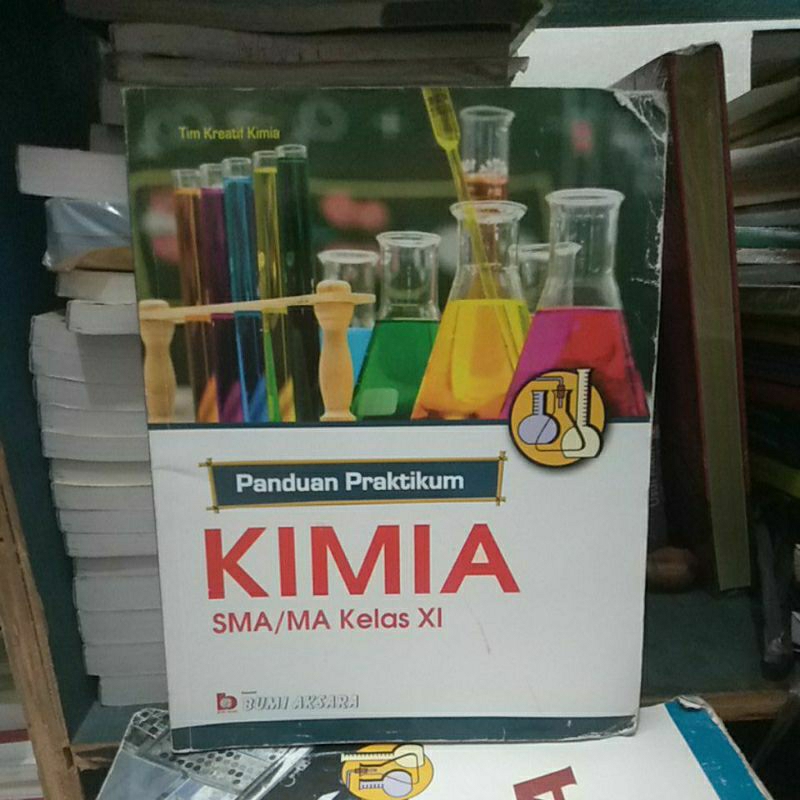 Tim Kreatif Kimia
Panduan Praktikum
KIMIA
SMA/MA Kelas XI
BUMI AKSARA